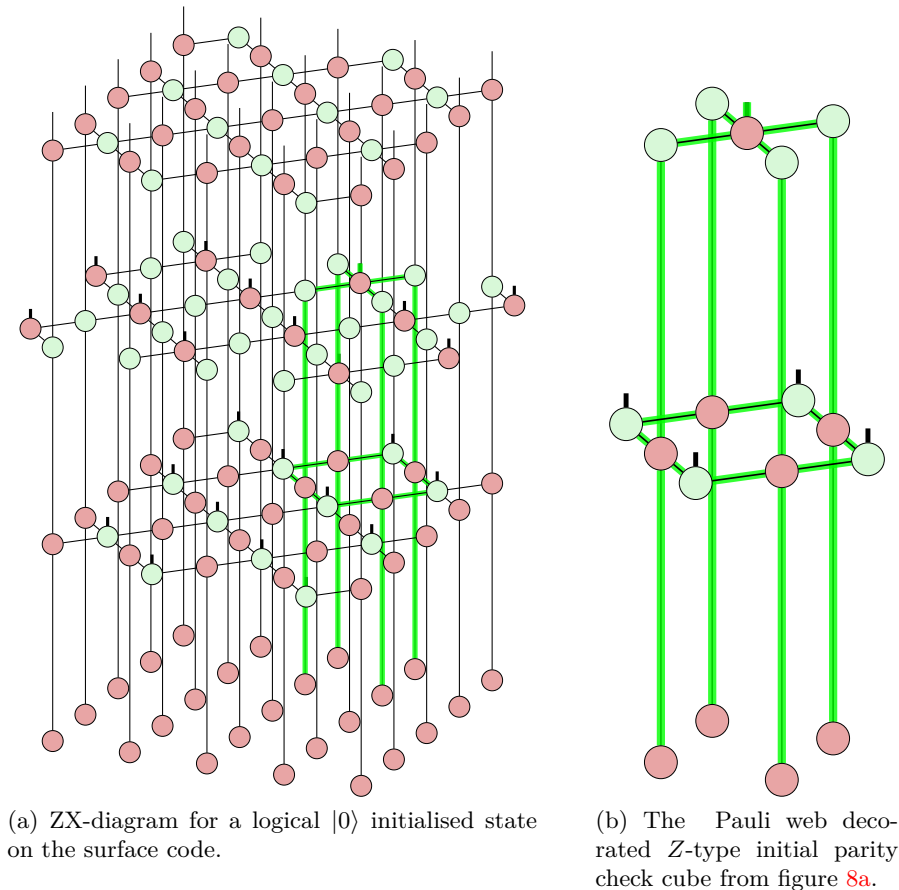 (a) ZX-diagram for a logical |0⟩ initialised state
on the surface code.
(b) The Pauli web deco-
rated Z-type initial parity
check cube from figure 8a.